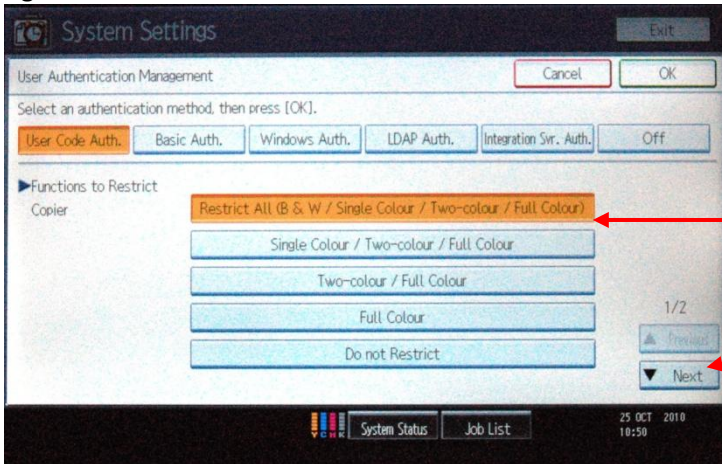 System Settings
Exit
User Authentication Management
Cancel
OK
Select an authentication method, then press [OK].
User Code Auth.
Basic Auth.
Windows Auth.
LDAP Auth.
Integration Svr. Auth.
Off
▶Functions to Restrict
Copier
Restrict All (B & W / Single Colour / Two-colour / Full Colour)
Single Colour / Two-colour / Full Colour
Two-colour / Full Colour
Full Colour
Do not Restrict
1/2
▲ Previous
▼ Next
Y C M K
System Status
Job List
25 OCT 2010
10:50